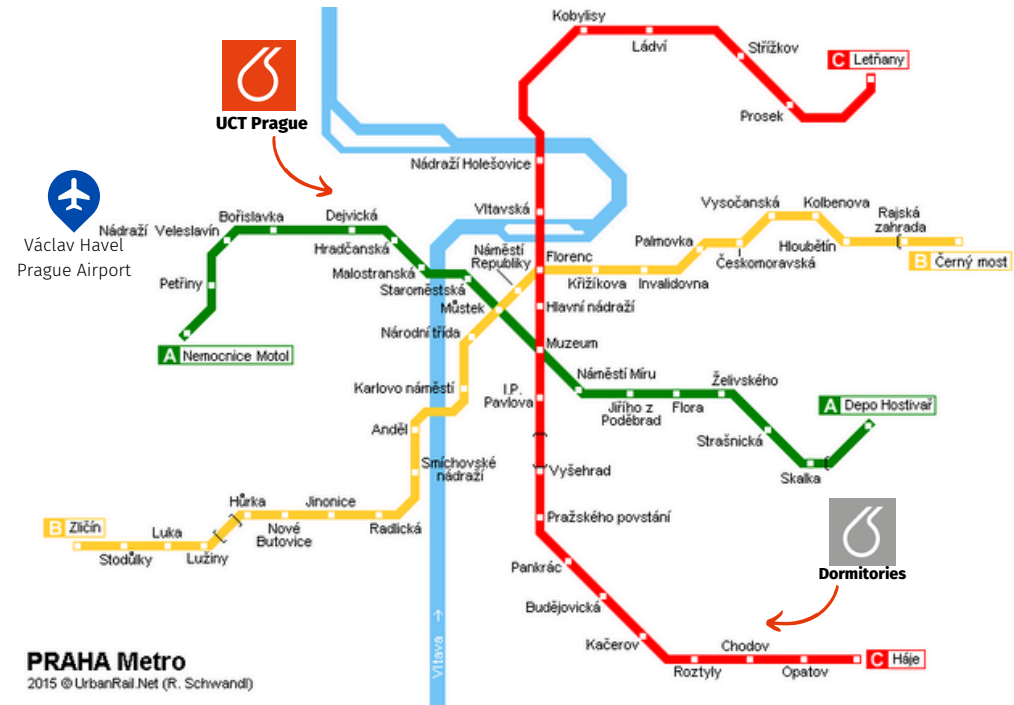 Kobylisy
Ládví
Střížkov
C Letňany
Prosek
UCT Prague
Nádraží Holešovice
Vltavská
Václav Havel
Prague Airport
Nádraží Veleslavín
Bořislavka
Dejvická
Hradčanská
Malostranská
Staroměstská
Petřiny
A Nemocnice Motol
Náměstí
Republiky
Můstek
Florenc
Křižíkova
Invalidovna
Palmovka
Českomoravská
Vysočanská
Kolbenova
Hloubětín
Rajská
zahrada
B Černý most
Hlavní nádraží
Národní třída
Muzeum
Karlovo náměstí
I.P.
Pavlova
Náměstí Míru
Jiřího z
Poděbrad
Flora
Želivského
Strašnická
Skalka
A Depo Hostivař
Anděl
Smíchovské
nádraží
Vyšehrad
Pražského povstání
B Zličín
Stodůlky
Luka
Lužiny
Hůrka
Nové
Butovice
Jinonice
Radlická
Pankrác
Budějovická
Kačerov
Roztyly
Chodov
Opatov
C Háje
Dormitories
Vltava →
PRAHA Metro
2015 © UrbanRail.Net (R. Schwandl)